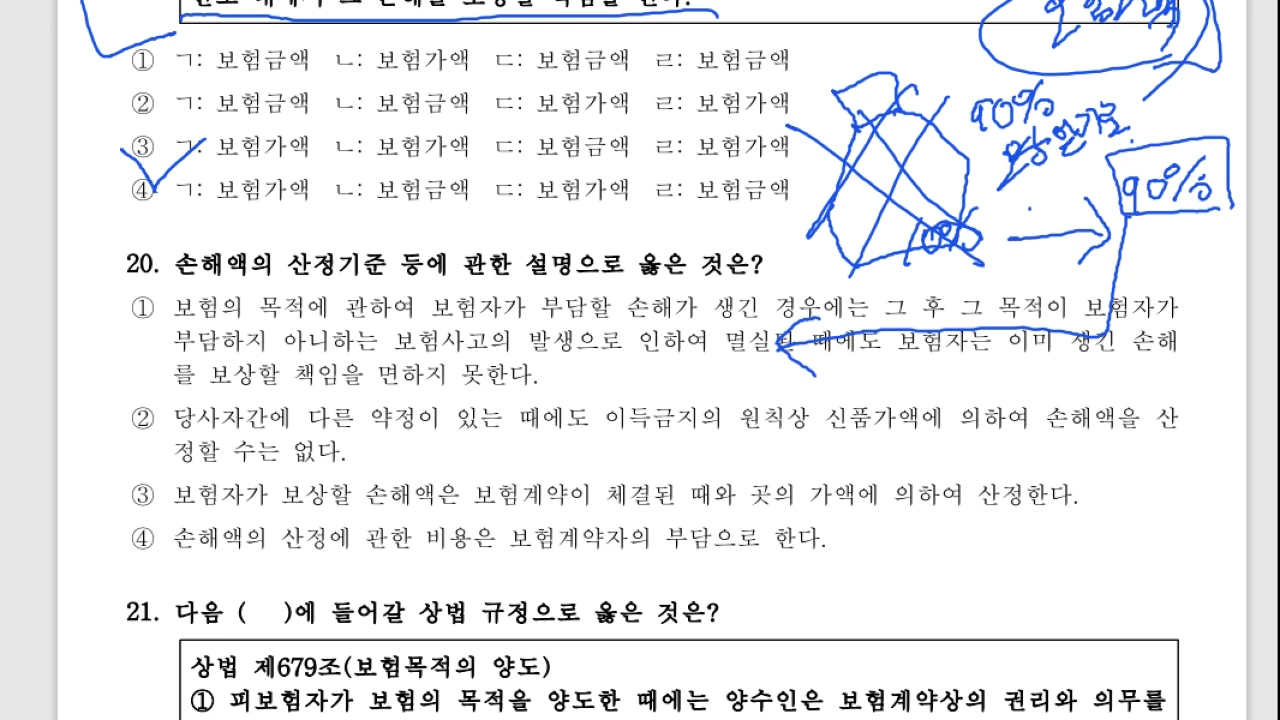 ① ㄱ: 보험금액 ㄴ: 보험가액 ㄷ: 보험금액 ㄹ: 보험금액
② ㄱ: 보험금액 ㄴ: 보험금액 ㄷ: 보험가액 ㄹ: 보험가액
③ ㄱ: 보험가액 ㄴ: 보험가액 ㄷ: 보험금액 ㄹ: 보험가액
④ ㄱ: 보험가액 ㄴ: 보험금액 ㄷ: 보험가액 ㄹ: 보험금액
90%
90%
20. 손해액의 산정기준 등에 관한 설명으로 옳은 것은?
① 보험의 목적에 관하여 보험자가 부담할 손해가 생긴 경우에는 그 후 그 목적이 보험자가
부담하지 아니하는 보험사고의 발생으로 인하여 멸실된 때에도 보험자는 이미 생긴 손해
를 보상할 책임을 면하지 못한다.
② 당사자간에 다른 약정이 있는 때에도 이득금지의 원칙상 신품가액에 의하여 손해액을 산
정할 수는 없다.
③ 보험자가 보상할 손해액은 보험계약이 체결된 때와 곳의 가액에 의하여 산정한다.
④ 손해액의 산정에 관한 비용은 보험계약자의 부담으로 한다.
21. 다음 (  )에 들어갈 상법 규정으로 옳은 것은?
상법 제679조(보험목적의 양도)
① 피보험자가 보험의 목적을 양도한 때에는 양수인은 보험계약상의 권리와 의무를